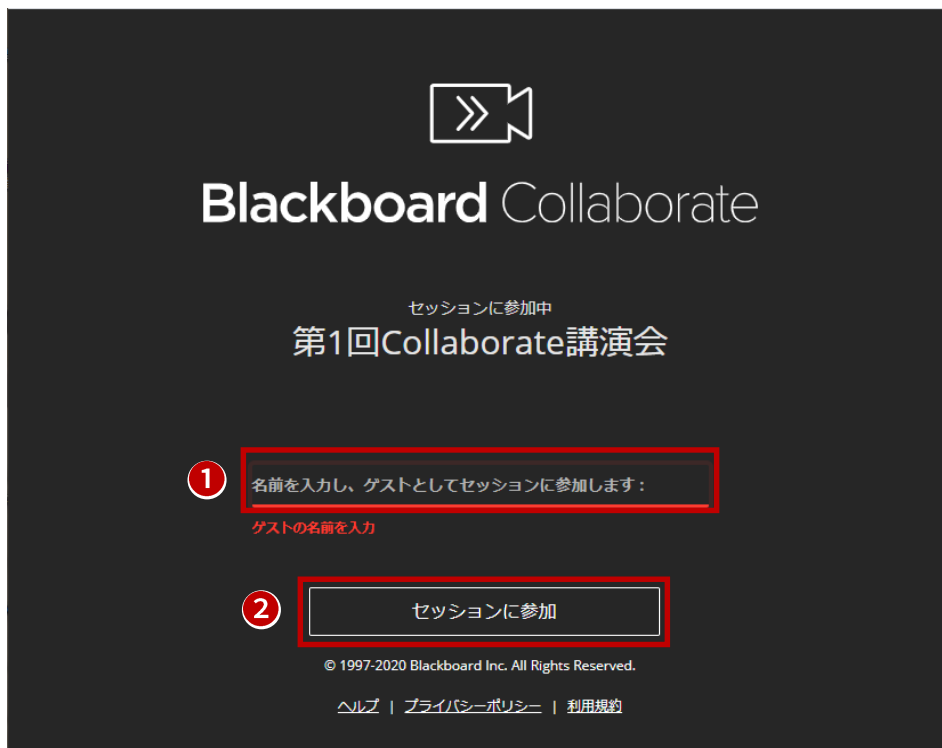 Blackboard Collaborate
セッションに参加中
第1回Collaborate講演会
1
名前を入力し、ゲストとしてセッションに参加します：
ゲストの名前を入力
2
セッションに参加
© 1997-2020 Blackboard Inc. All Rights Reserved.
ヘルプ | プライバシーポリシー | 利用規約